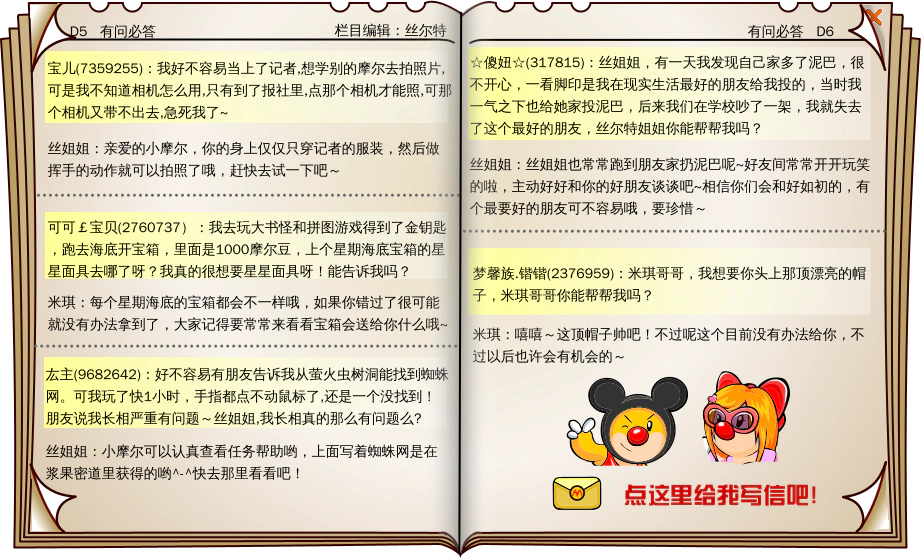 D5 有问必答
栏目编辑：丝尔特
宝儿(7359255)：我好不容易当上了记者,想学别的摩尔去拍照片,
可是我不知道相机怎么用,只有到了报社里,点那个相机才能照,可那
个相机又带不出去,急死我了~
丝姐姐：亲爱的小摩尔，你的身上仅仅只穿记者的服装，然后做
挥手的动作就可以拍照了哦，赶快去试一下吧～
可可￡宝贝(2760737）：我去玩大书怪和拼图游戏得到了金钥匙
，跑去海底开宝箱，里面是1000摩尔豆，上个星期海底宝箱的星
星面具去哪了呀？我真的很想要星星面具呀！能告诉我吗？
米琪：每个星期海底的宝箱都会不一样哦，如果你错过了很可能
就没有办法拿到了，大家记得要常常来看看宝箱会送给你什么哦~
厷主(9682642)：好不容易有朋友告诉我从萤火虫树洞能找到蜘蛛
网。可我玩了快1小时，手指都点不动鼠标了,还是一个没找到！
朋友说我长相严重有问题～丝姐姐,我长相真的那么有问题么?
丝姐姐：小摩尔可以认真查看任务帮助哟，上面写着蜘蛛网是在
浆果密道里获得的哟^-^快去那里看看吧！
有问必答 D6
☆傻妞☆(317815)：丝姐姐，有一天我发现自己家多了泥巴，很
不开心，一看脚印是我在现实生活最好的朋友给我投的，当时我
一气之下也给她家投泥巴，后来我们在学校吵了一架，我就失去
了这个最好的朋友，丝尔特姐姐你能帮帮我吗？
丝姐姐：丝姐姐也常常跑到朋友家扔泥巴呢~好友间常常开开玩笑
的啦，主动好好和你的好朋友谈谈吧~相信你们会和好如初的，有
个最要好的朋友可不容易哦，要珍惜～
梦馨族.锴锴(2376959)：米琪哥哥，我想要你头上那顶漂亮的帽
子，米琪哥哥你能帮帮我吗？
米琪：嘻嘻～这顶帽子帅吧！不过呢这个目前没有办法给你，不
过以后也许会有机会的～
点这里给我写信吧!